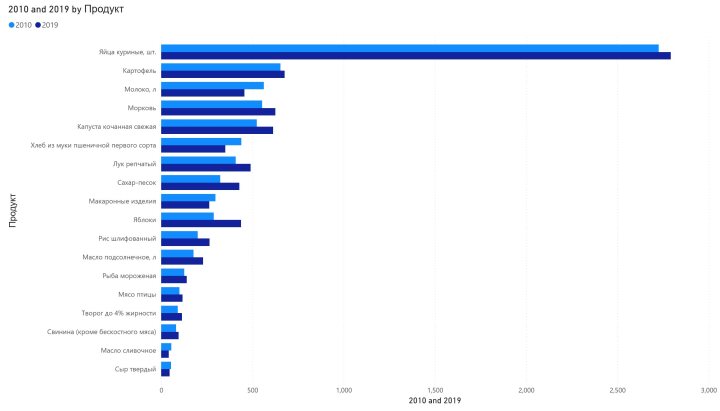 2010 and 2019 by Продукт
2010 2019
Яйца куриные, шт.
Картофель
Молоко, л
Морковь
Капуста кочанная свежая
Хлеб из муки пшеничной первого сорта
Лук репчатый
Сахар-песок
Макаронные изделия
Яблоки
Рис шлифованный
Масло подсолнечное, л
Рыба мороженая
Мясо птицы
Творог до 4% жирности
Свинина (кроме бескостного мяса)
Масло сливочное
Сыр твердый
Продукт
0 500 1,000 1,500 2,000 2,500 3,000
2010 and 2019